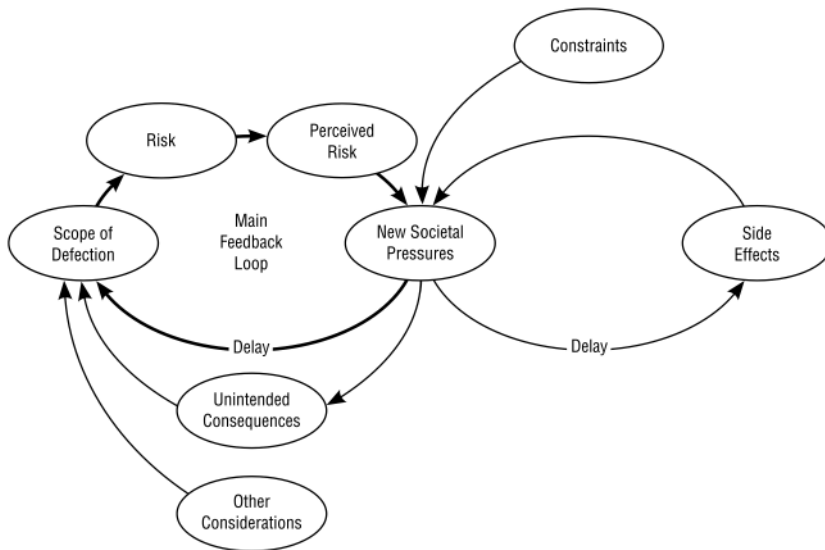 Constraints
Risk
Perceived
Risk
Main
Feedback
Loop
Scope of
Defection
New Societal
Pressures
Side
Effects
Delay
Delay
Unintended
Consequences
Other
Considerations